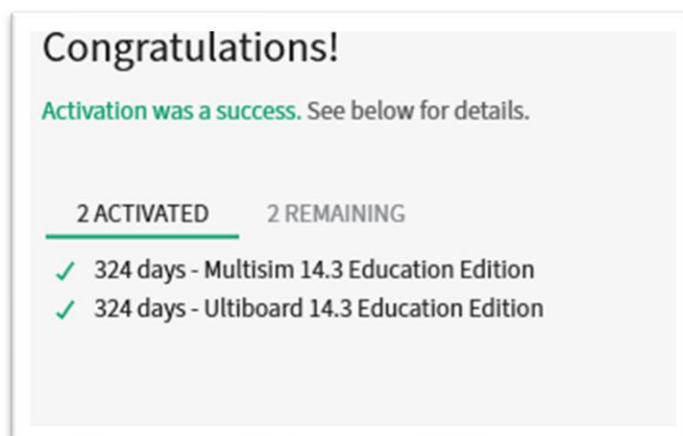 Congratulations!
Activation was a success. See below for details.
2 ACTIVATED 2 REMAINING
324 days - Multisim 14.3 Education Edition
324 days - Ultiboard 14.3 Education Edition